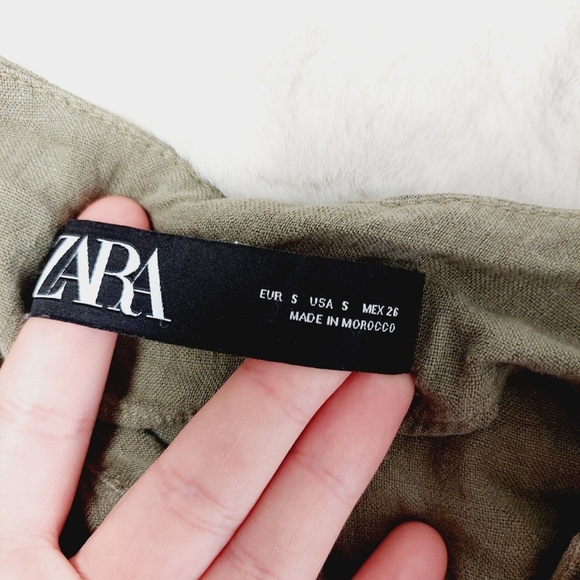 ZARA
EUR S USA S MEX 26
MADE IN MOROCCO